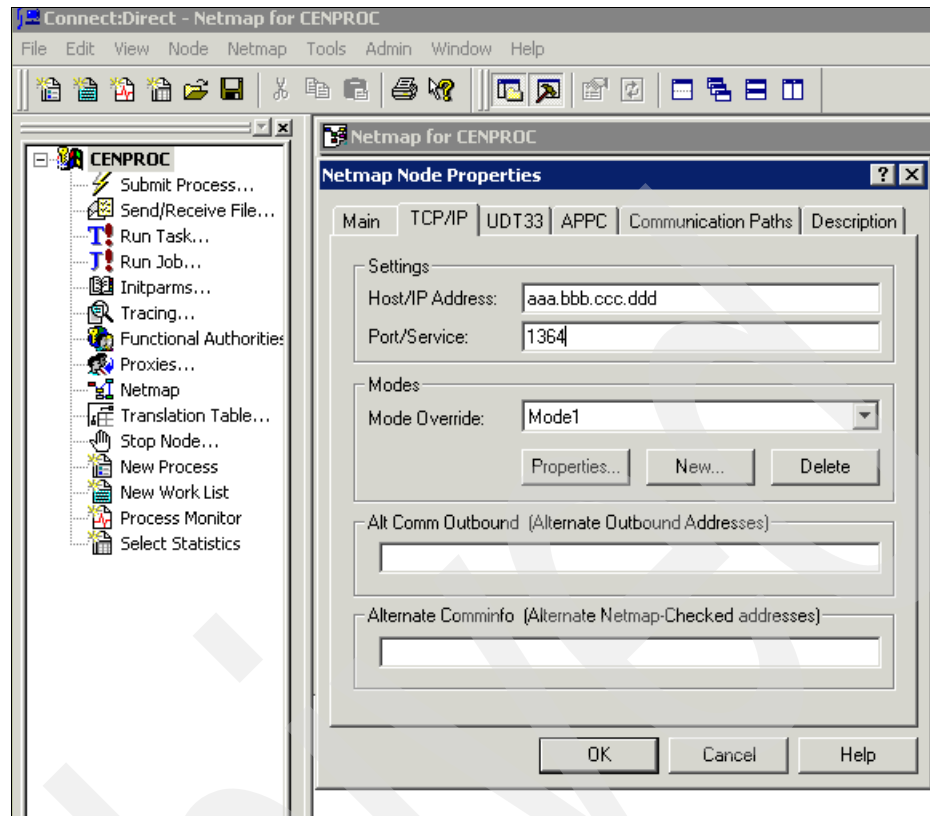 Connect:Direct - Netmap for CENPROC
File Edit View Node Netmap Tools Admin Window Help
CENPROC
Submit Process...
Send/Receive File...
Run Task...
Run Job...
Initparms...
Tracing...
Functional Authorities
Proxies...
Netmap
Translation Table...
Stop Node...
New Process
New Work List
Process Monitor
Select Statistics
Netmap for CENPROC
Netmap Node Properties
Main TCP/IP UDT33 APPC Communication Paths Description
Settings
Host/IP Address: aaa.bbb.ccc.ddd
Port/Service: 1364
Modes
Mode Override: Mode1
Properties... New... Delete
Alt Comm Outbound (Alternate Outbound Addresses)
Alternate Comminfo (Alternate Netmap-Checked addresses)
OK Cancel Help